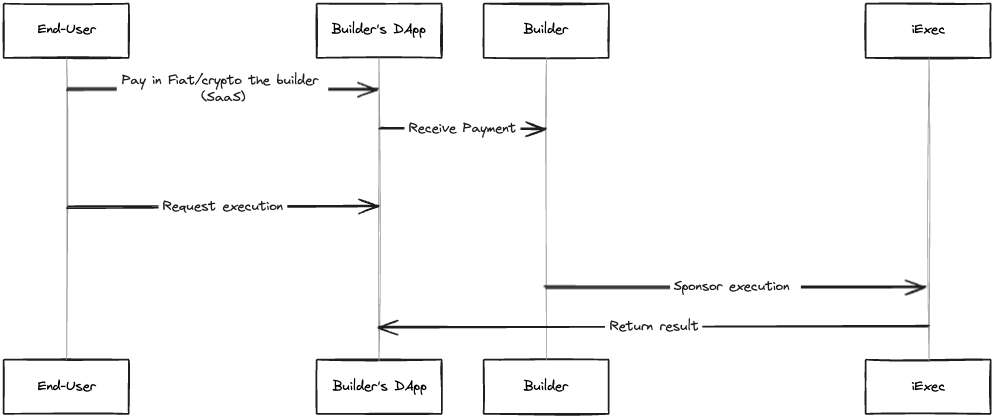 End-User
Builder's DApp
Builder
iExec
Pay in Fiat/crypto the builder
(SaaS)
Receive Payment
Request execution
Sponsor execution
Return result
End-User
Builder's DApp
Builder
iExec